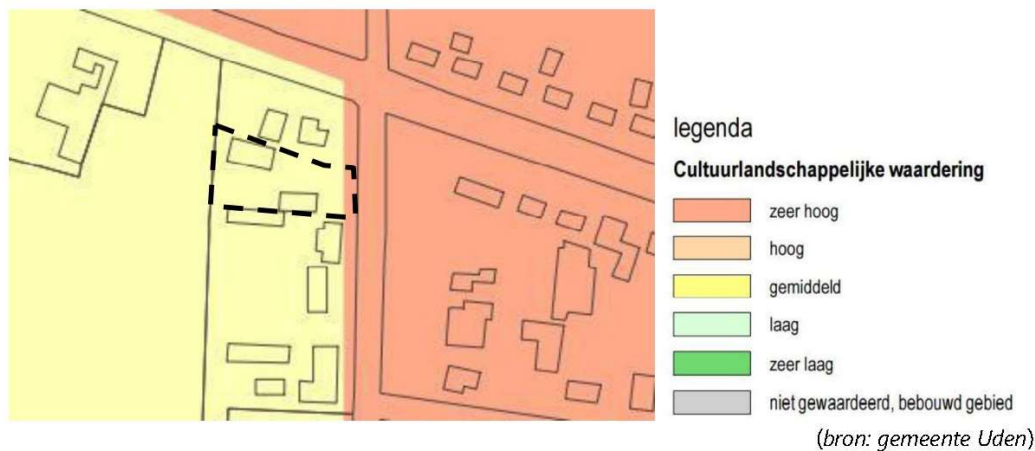 legenda
Cultuurlandschappelijke waardering
zeer hoog
hoog
gemiddeld
laag
zeer laag
niet gewaardeerd, bebouwd gebied
(bron: gemeente Uden)